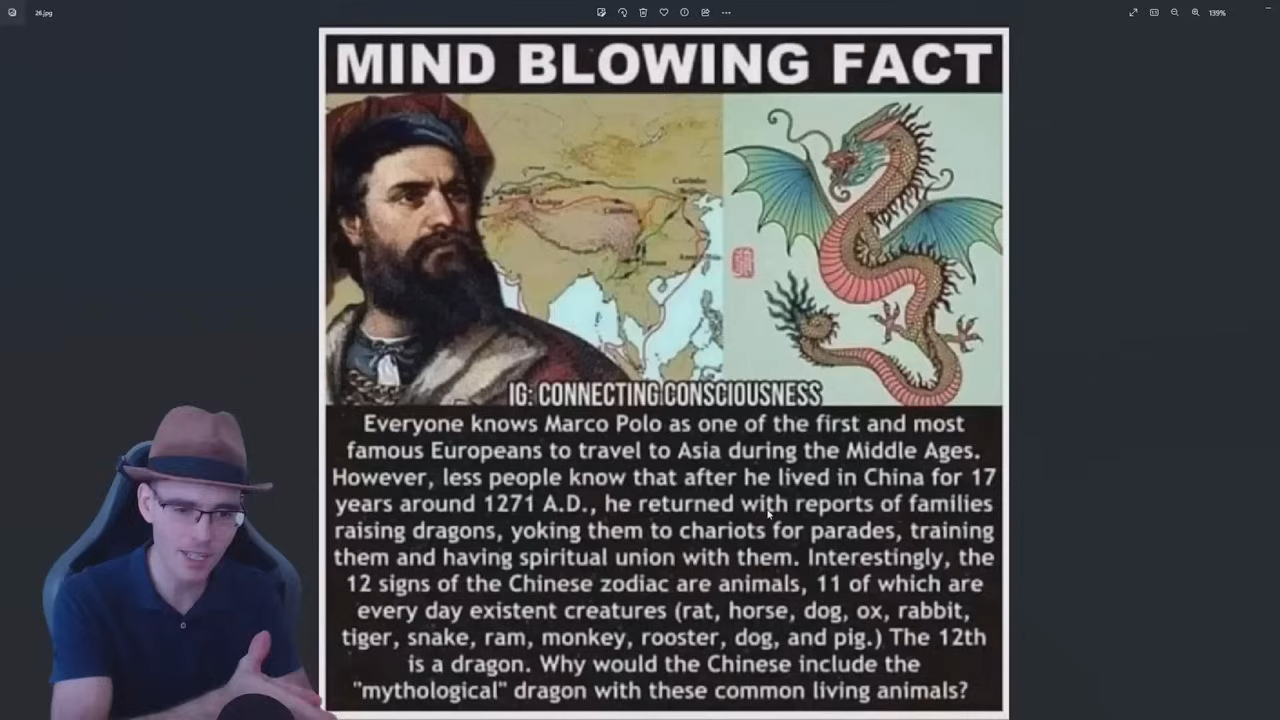 26.jpg
139%
MIND BLOWING FACT
IG: CONNECTING CONSCIOUSNESS
Everyone knows Marco Polo as one of the first and most
famous Europeans to travel to Asia during the Middle Ages.
However, less people know that after he lived in China for 17
years around 1271 A.D., he returned with reports of families
raising dragons, yoking them to chariots for parades, training
them and having spiritual union with them. Interestingly, the
12 signs of the Chinese zodiac are animals, 11 of which are
every day existent creatures (rat, horse, dog, ox, rabbit,
tiger, snake, ram, monkey, rooster, dog, and pig.) The 12th
is a dragon. Why would the Chinese include the
"mythological" dragon with these common living animals?